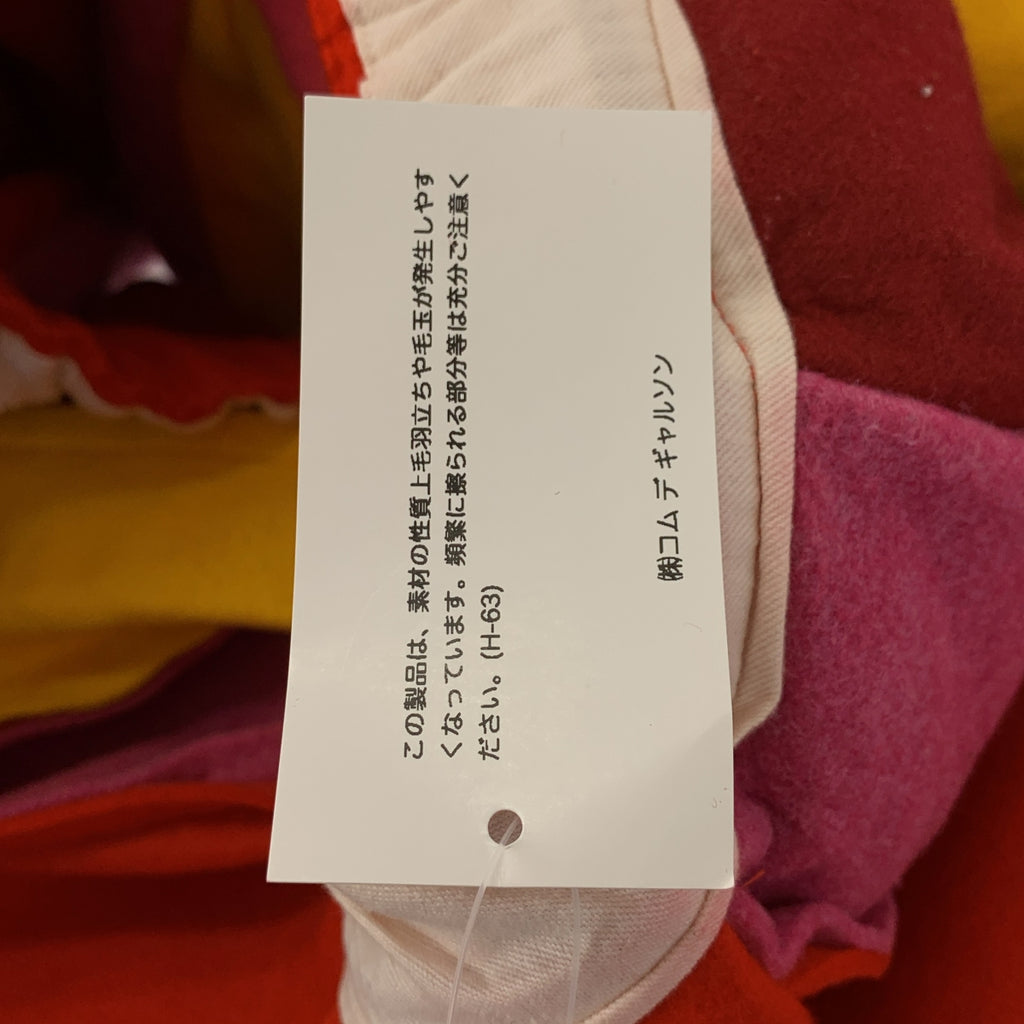 この製品は、素材の性質上毛羽立ちや毛玉が発生しやす
くなっています。頻繁に擦られる部分等は充分ご注意く
ださい。(H-63)
㈱コム デ ギャルソン